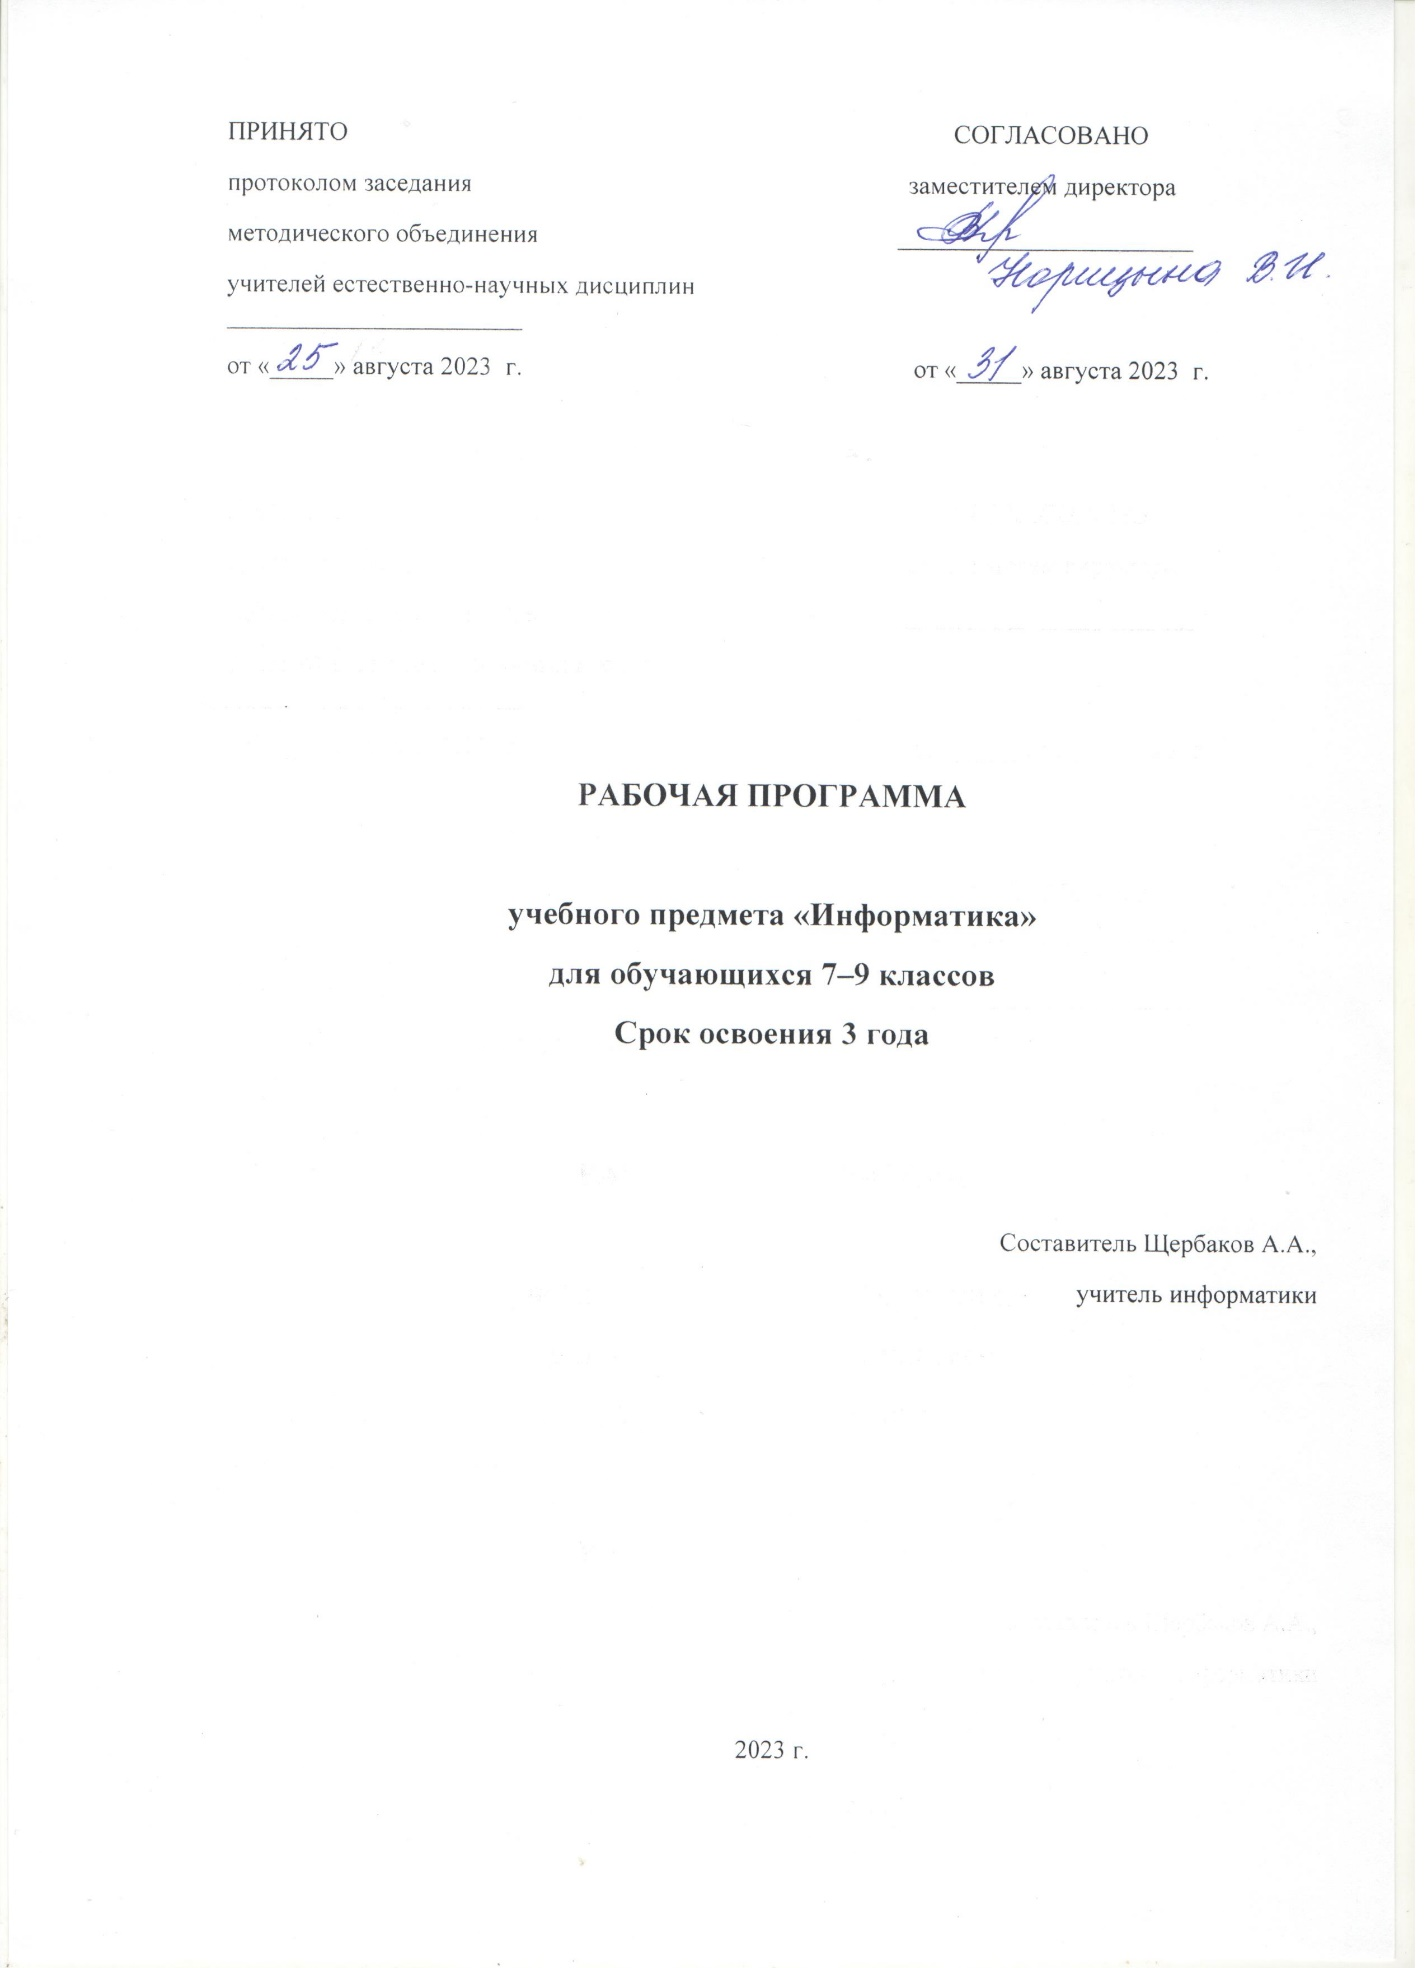 ПРИНЯТО
протоколом заседания
методического объединения
учителей естественно-научных дисциплин
от «25» августа 2023 г.
СОГЛАСОВАНО
заместителем директора
Норицына В.И.
от «31» августа 2023 г.
РАБОЧАЯ ПРОГРАММА
учебного предмета «Информатика»
для обучающихся 7–9 классов
Срок освоения 3 года
Составитель Щербаков А.А.,
учитель информатики
2023 г.